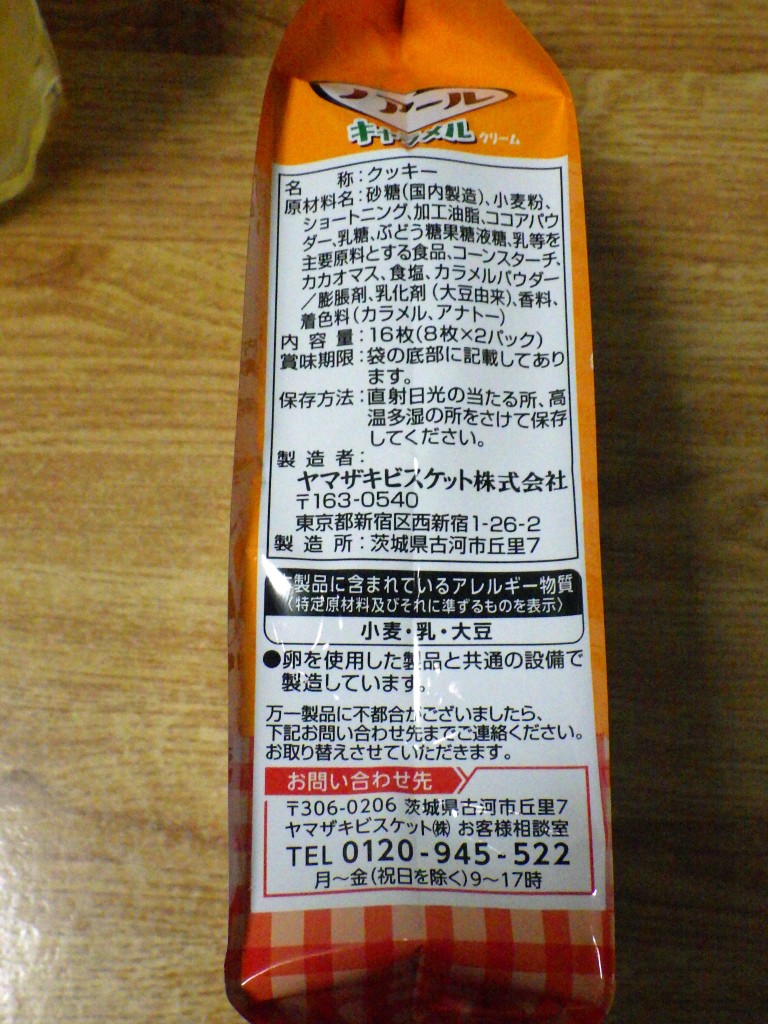 キャラメル クリーム
名称：クッキー
原材料名：砂糖(国内製造)、小麦粉、
ショートニング、加工油脂、ココアパウ
ダー、乳糖、ぶどう糖果糖液糖、乳等を
主要原料とする食品、コーンスターチ、
カカオマス、食塩、カラメルパウダー
／膨脹剤、乳化剤(大豆由来)、香料、
着色料(カラメル、アナトー)
内容量：16枚(8枚×2パック)
賞味期限：袋の底部に記載してあり
ます。
保存方法：直射日光の当たる所、高
温多湿の所をさけて保存
してください。
製造者：
ヤマザキビスケット株式会社
〒163-0540
東京都新宿区西新宿1-26-2
製造所：茨城県古河市丘里7
製品に含まれているアレルギー物質
〈特定原材料及びそれに準ずるものを表示〉
小麦・乳・大豆
●卵を使用した製品と共通の設備で
製造しています。
万一製品に不都合がございましたら、
下記お問い合わせ先までご連絡ください。
お取り替えさせていただきます。
お問い合わせ先
〒306-0206 茨城県古河市丘里7
ヤマザキビスケット㈱ お客様相談室
TEL 0120-945-522
月～金(祝日を除く)9～17時